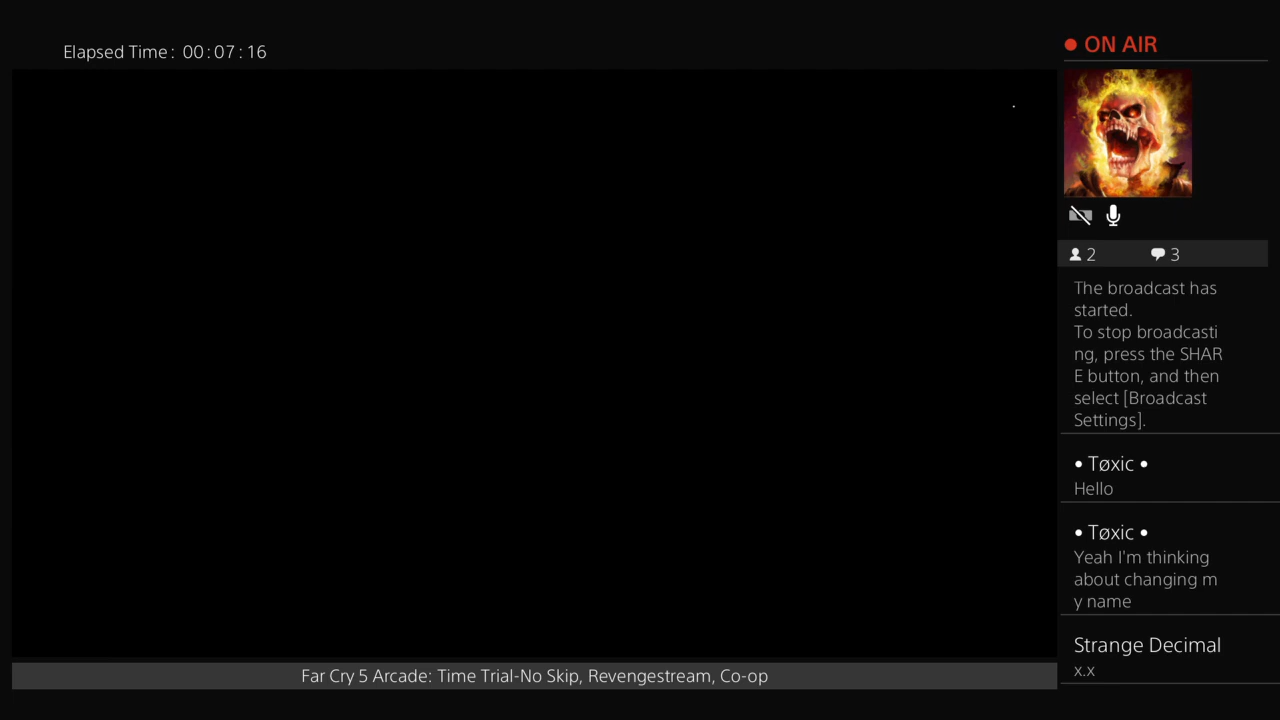 Elapsed Time: 00:07:16
ON AIR
2 3
The broadcast has
started.
To stop broadcasti
ng, press the SHAR
E button, and then
select [Broadcast
Settings].
• Tøxic •
Hello
• Tøxic •
Yeah I'm thinking
about changing m
y name
Strange Decimal
x.x
Far Cry 5 Arcade: Time Trial-No Skip, Revengestream, Co-op